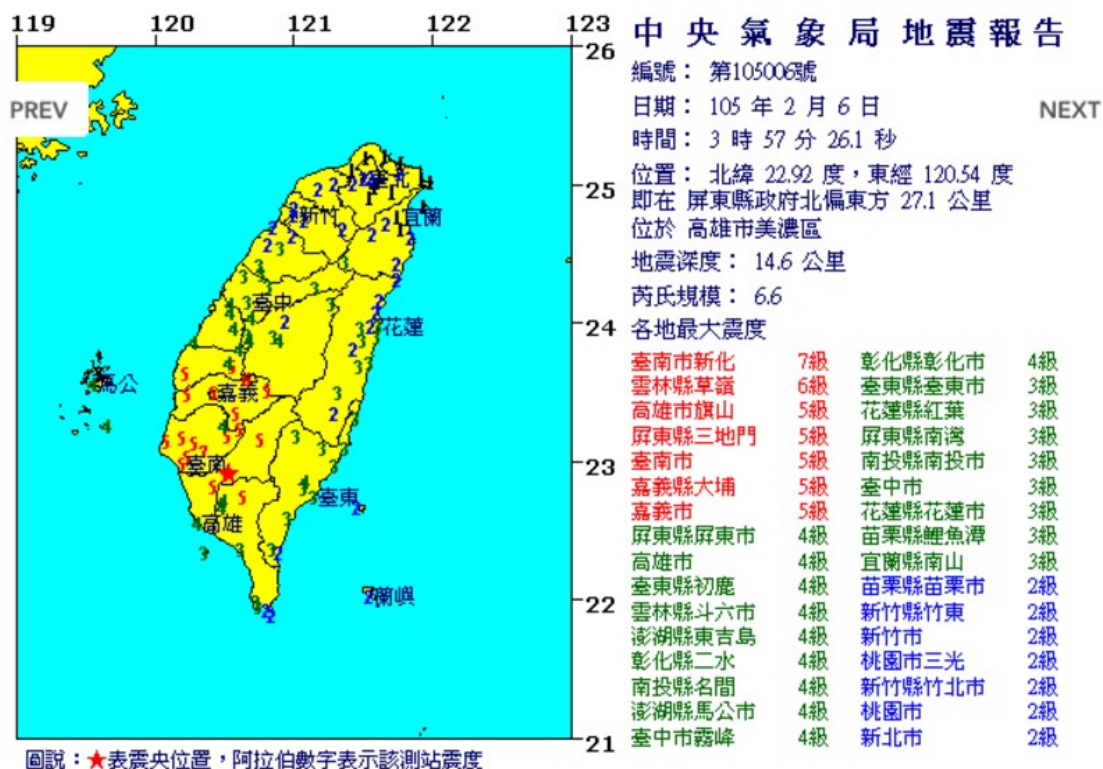 119 120 121 122 123
26
25
24
23
22
21
PREV
NEXT
臺北
新竹
宜蘭
臺中
花蓮
馬公
嘉義
臺南
臺東
高雄
蘭嶼
圖說：★表震央位置，阿拉伯數字表示該測站震度
中央氣象局地震報告
編號： 第105006號
日期： 105 年 2 月 6 日
時間： 3 時 57 分 26.1 秒
位置： 北緯 22.92 度，東經 120.54 度
即在 屏東縣政府北偏東方 27.1 公里
位於 高雄市美濃區
地震深度： 14.6 公里
芮氏規模： 6.6
各地最大震度
臺南市新化 7級 彰化縣彰化市 4級
雲林縣草嶺 6級 臺東縣臺東市 3級
高雄市旗山 5級 花蓮縣紅葉 3級
屏東縣三地門 5級 屏東縣南灣 3級
臺南市 5級 南投縣南投市 3級
嘉義縣大埔 5級 臺中市 3級
嘉義市 5級 花蓮縣花蓮市 3級
屏東縣屏東市 4級 苗栗縣鯉魚潭 3級
高雄市 4級 宜蘭縣南山 3級
臺東縣初鹿 4級 苗栗縣苗栗市 2級
雲林縣斗六市 4級 新竹縣竹東 2級
澎湖縣東吉島 4級 新竹市 2級
彰化縣二水 4級 桃園市三光 2級
南投縣名間 4級 新竹縣竹北市 2級
澎湖縣馬公市 4級 桃園市 2級
臺中市霧峰 4級 新北市 2級